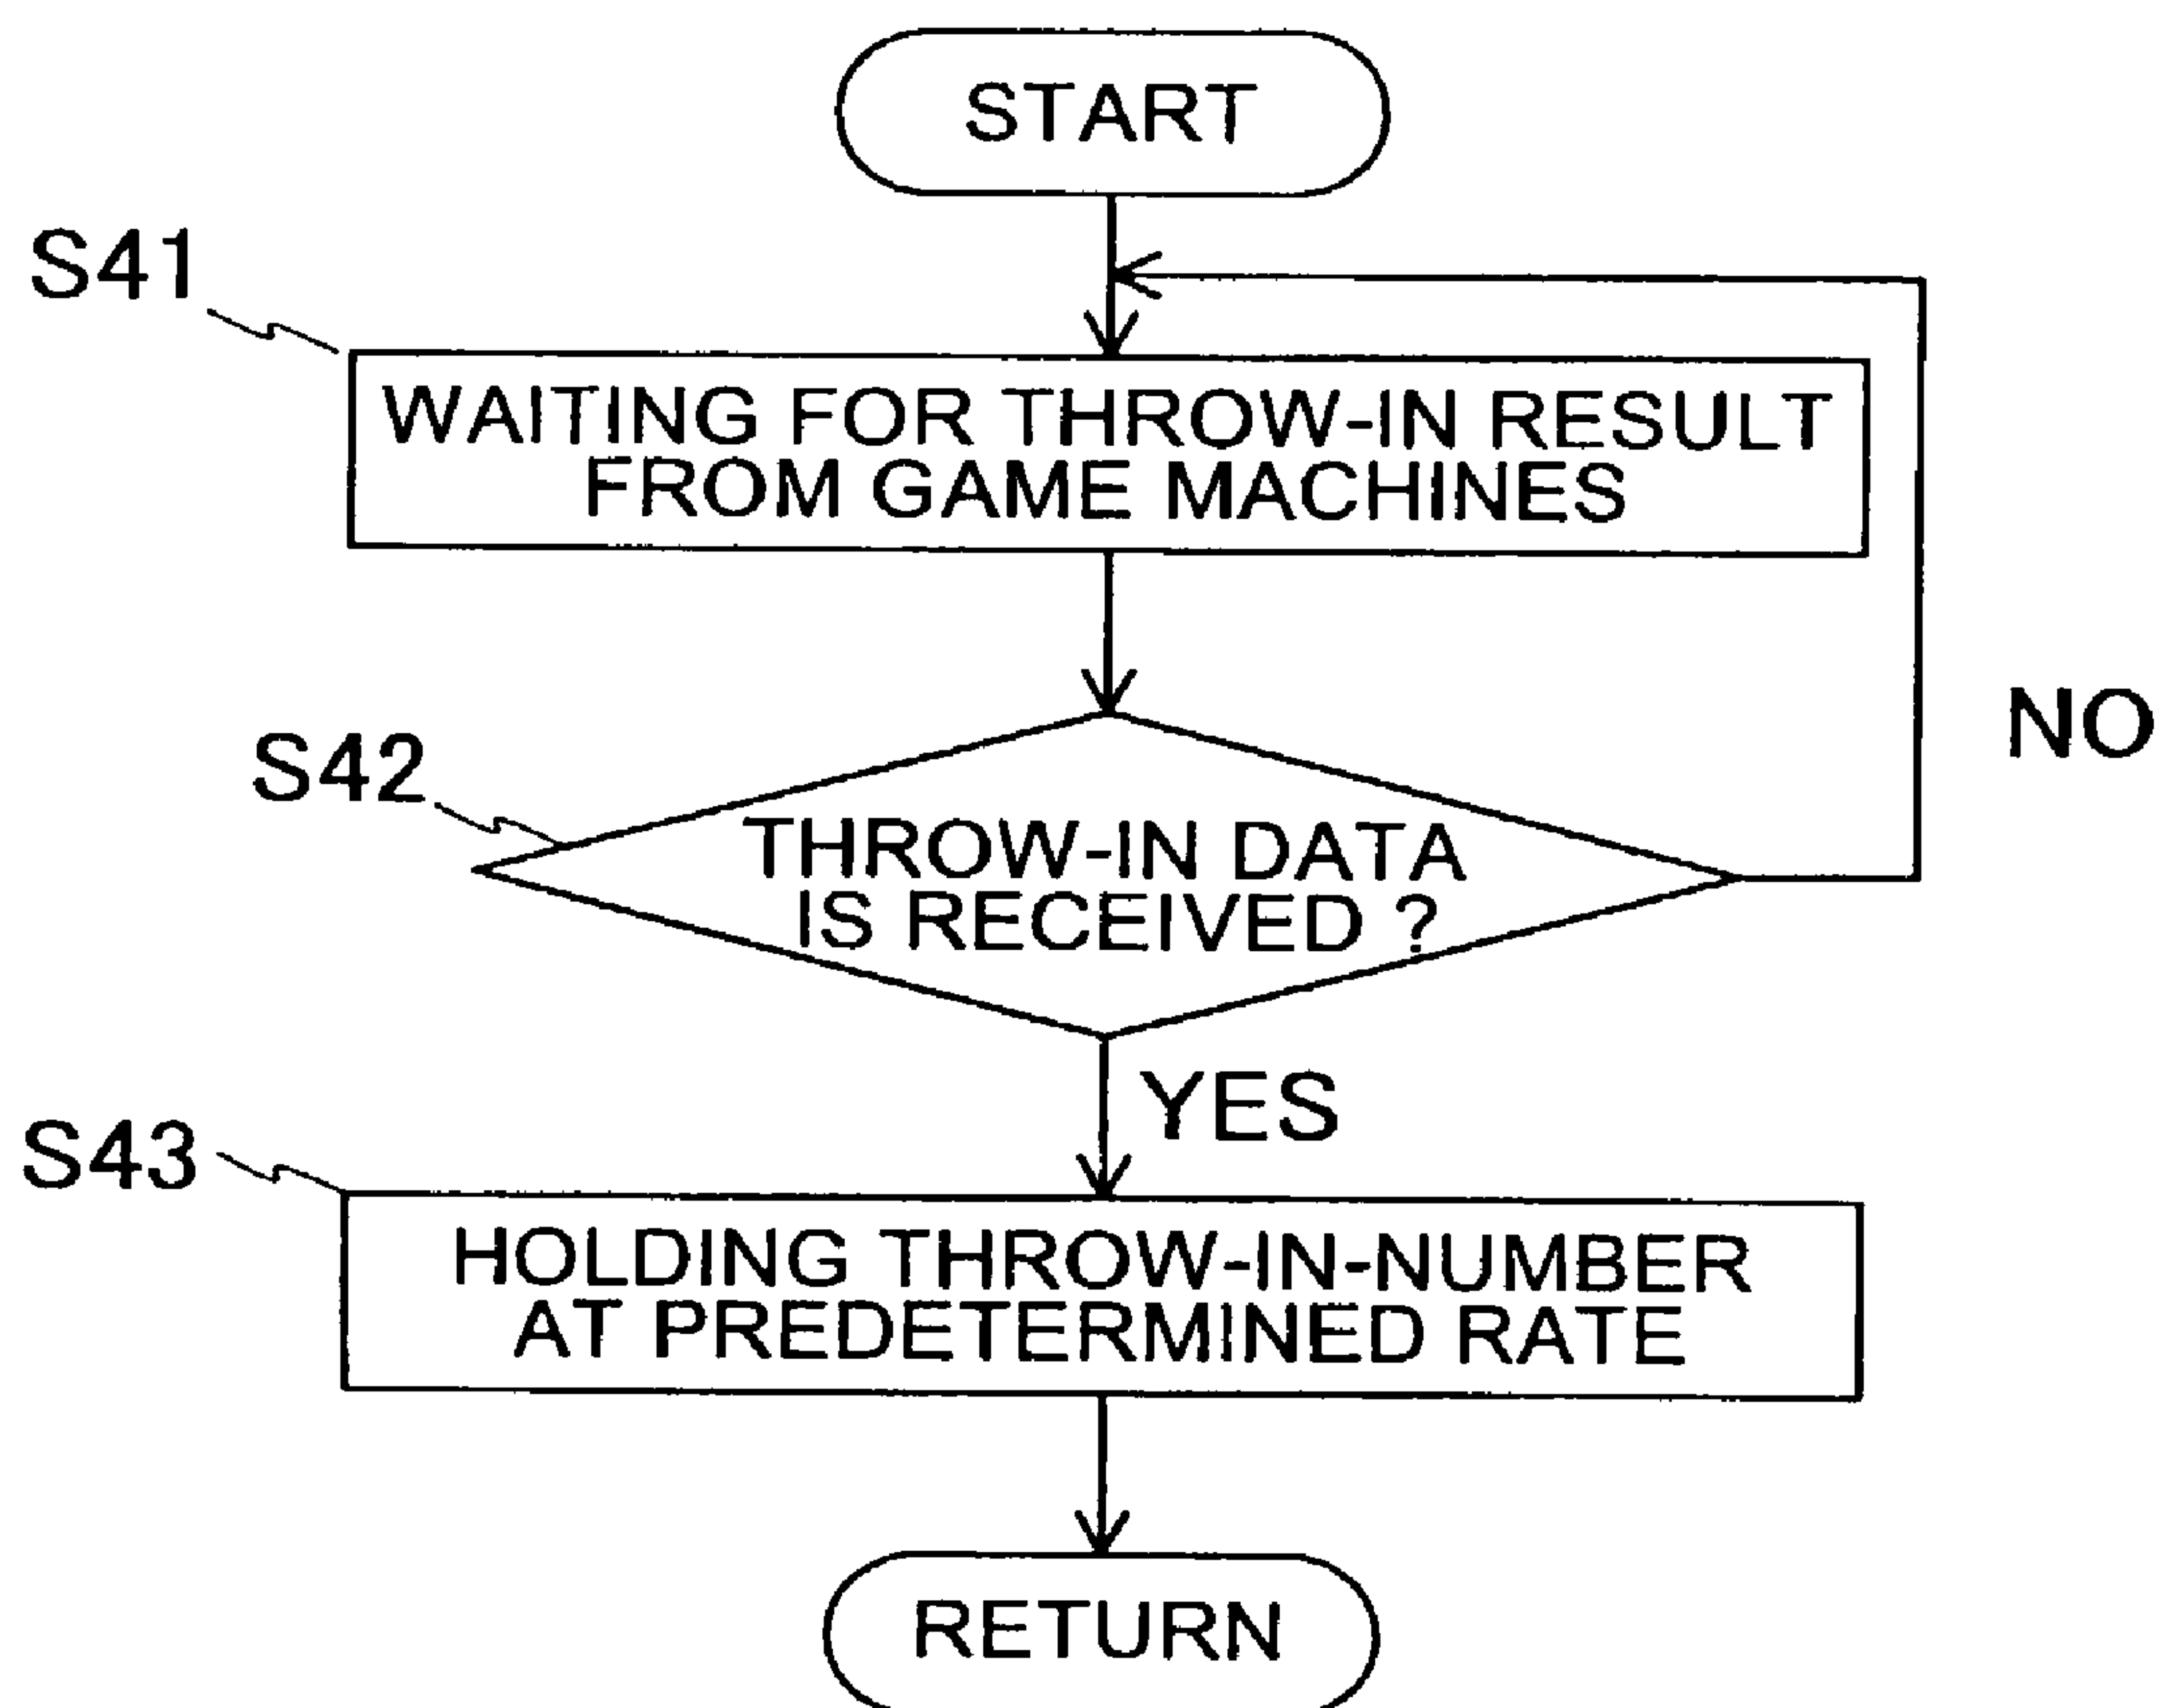 START
S41
WAITING FOR THROW-IN RESULT
FROM GAME MACHINES
NO
S42
THROW-IN DATA
IS RECEIVED ?
YES
S43
HOLDING THROW-IN-NUMBER
AT PREDETERMINED RATE
RETURN